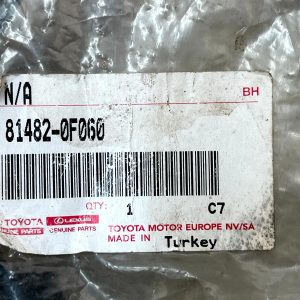 N/A BH
81482-0F060
QTY: 1 C7
TOYOTA LEXUS TOYOTA MOTOR EUROPE NV/SA
GENUINE PARTS GENUINE PARTS MADE IN Turkey